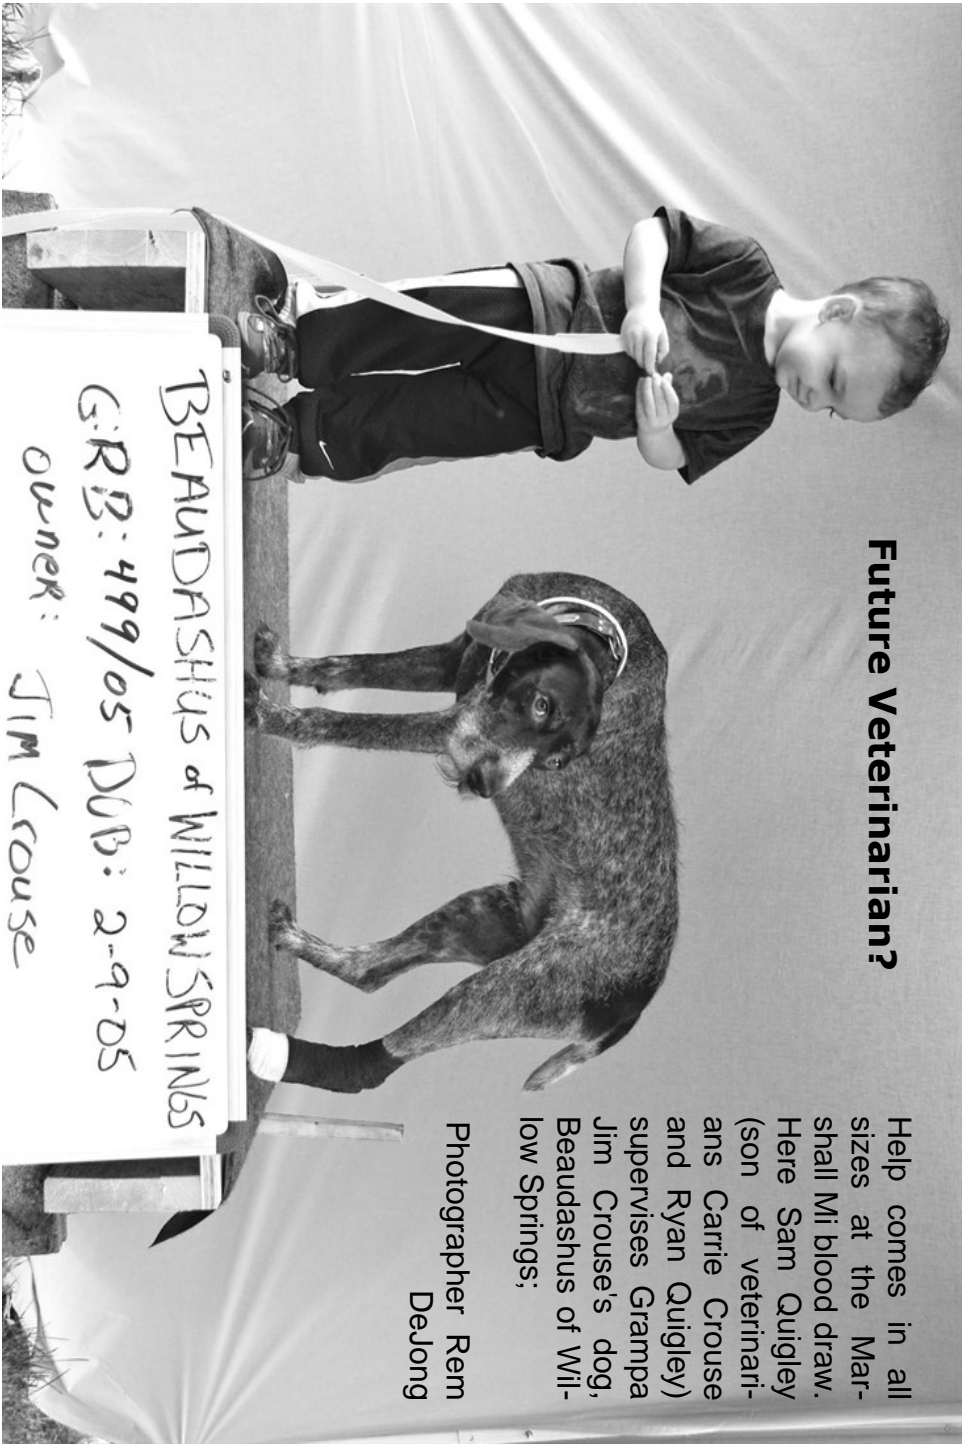 Future Veterinarian?
Help comes in all
sizes at the Mar-
shall Mi blood draw.
Here Sam Quigley
(son of veterinari-
ans Carrie Crouse
and Ryan Quigley)
supervises Grampa
Jim Crouse's dog,
Beaudashus of Wil-
low Springs;
Photographer Rem
DeJong
BEAUDASHUS of WILLOWSPRINGS
GRB: 499/05 DOB: 2-9-05
owneR: JIM Crouse